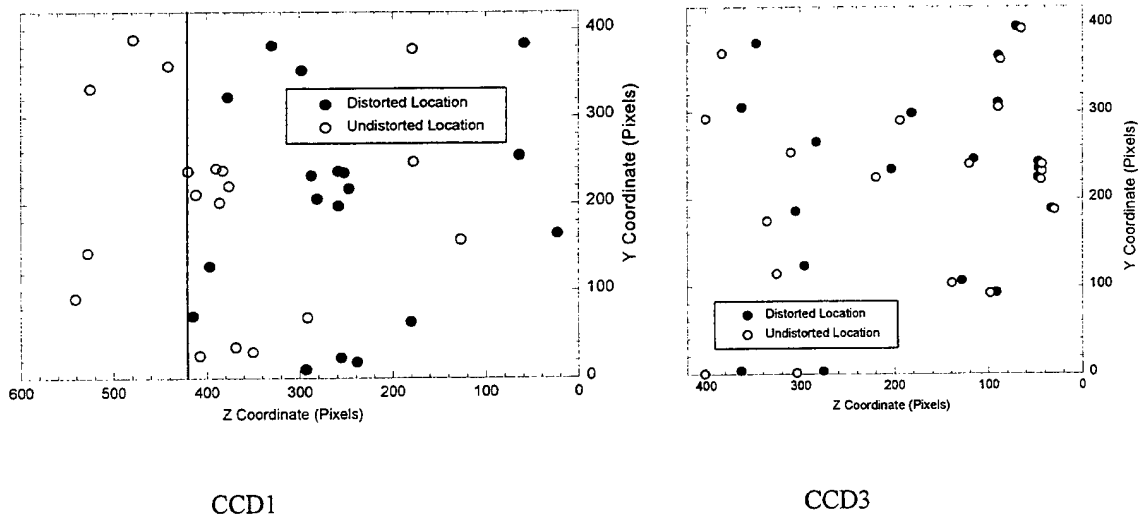 400
300
200
100
0
Y Coordinate (Pixels)
Distorted Location
Undistorted Location
600
500
400
300
200
100
0
Z Coordinate (Pixels)
CCD1
400
300
200
100
0
Y Coordinate (Pixels)
Distorted Location
Undistorted Location
400
300
200
100
0
Z Coordinate (Pixels)
CCD3